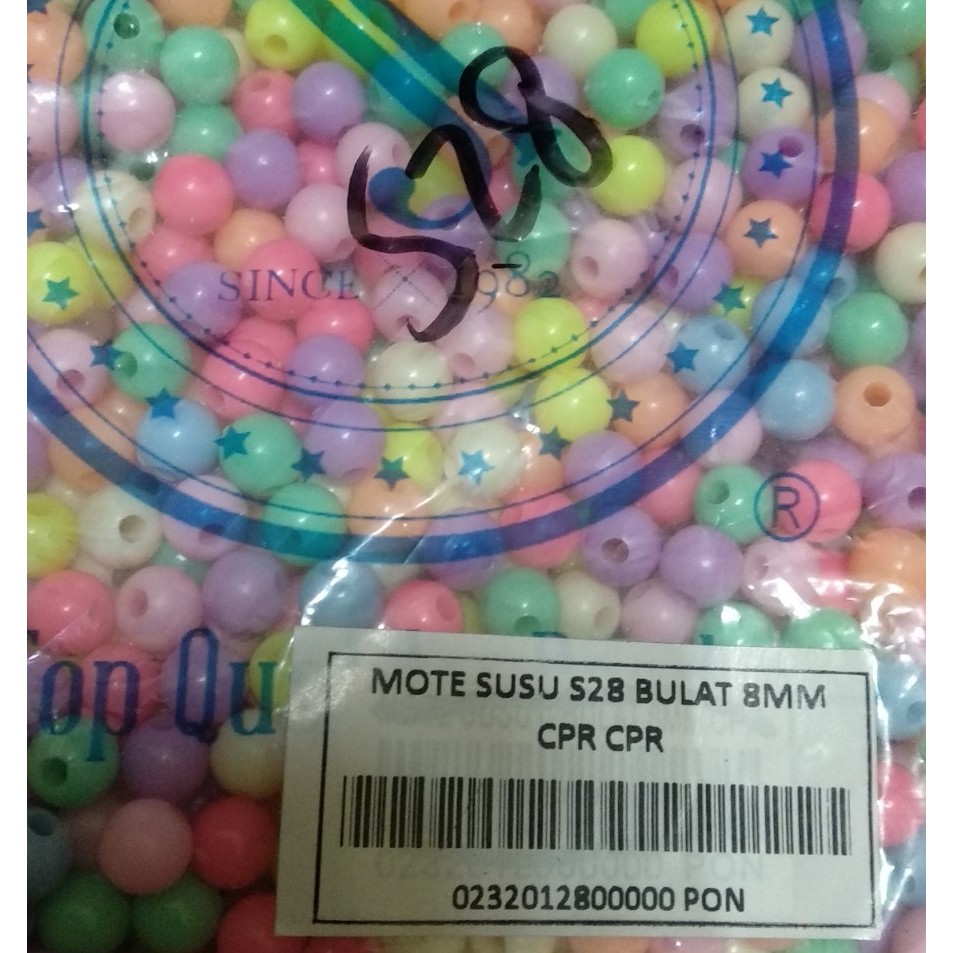 S28
SINCE 1982
®
Top Qu
MOTE SUSU S28 BULAT 8MM
CPR CPR
0232012800000 PON